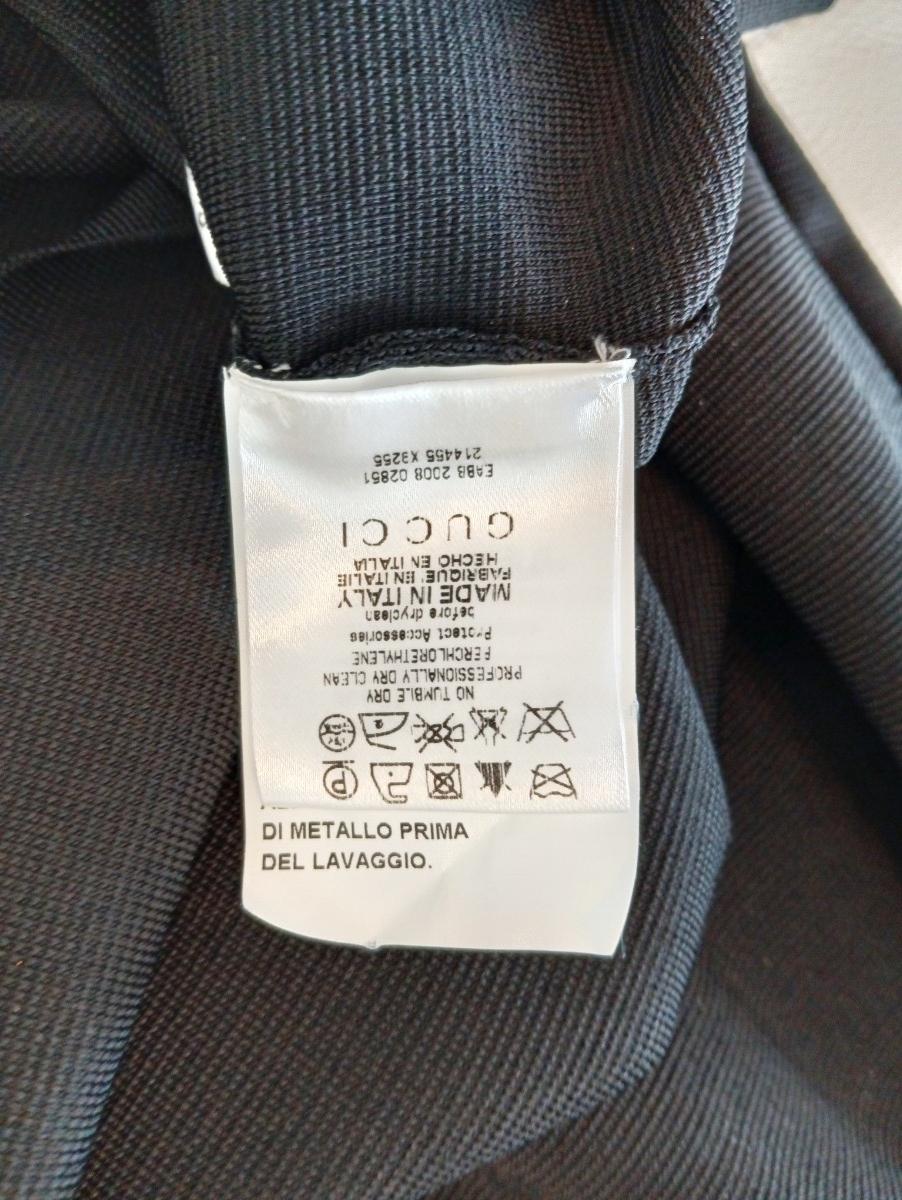 NO TUMBLE DRY
PROFESSIONALLY DRY CLEAN
PERCHLORETHYLENE
Protect Accessories
before dryclean
MADE IN ITALY
FABRIQUE' EN ITALIE
HECHO EN ITALIA
GUCCI
EABB 2008 02851
214455 X3255
DI METALLO PRIMA
DEL LAVAGGIO.